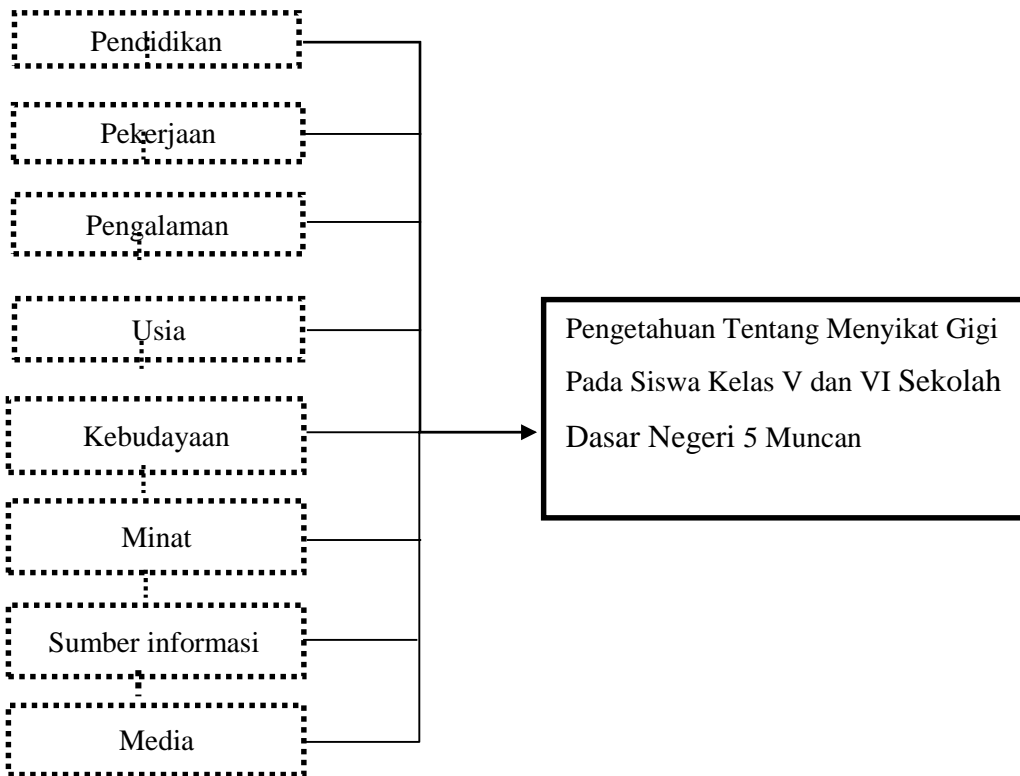 Pendidikan
Pekerjaan
Pengalaman
Usia
Kebudayaan
Minat
Sumber informasi
Media
Pengetahuan Tentang Menyikat Gigi
Pada Siswa Kelas V dan VI Sekolah
Dasar Negeri 5 Muncan